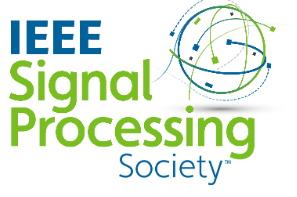 IEEE
Signal
Processing
Society™